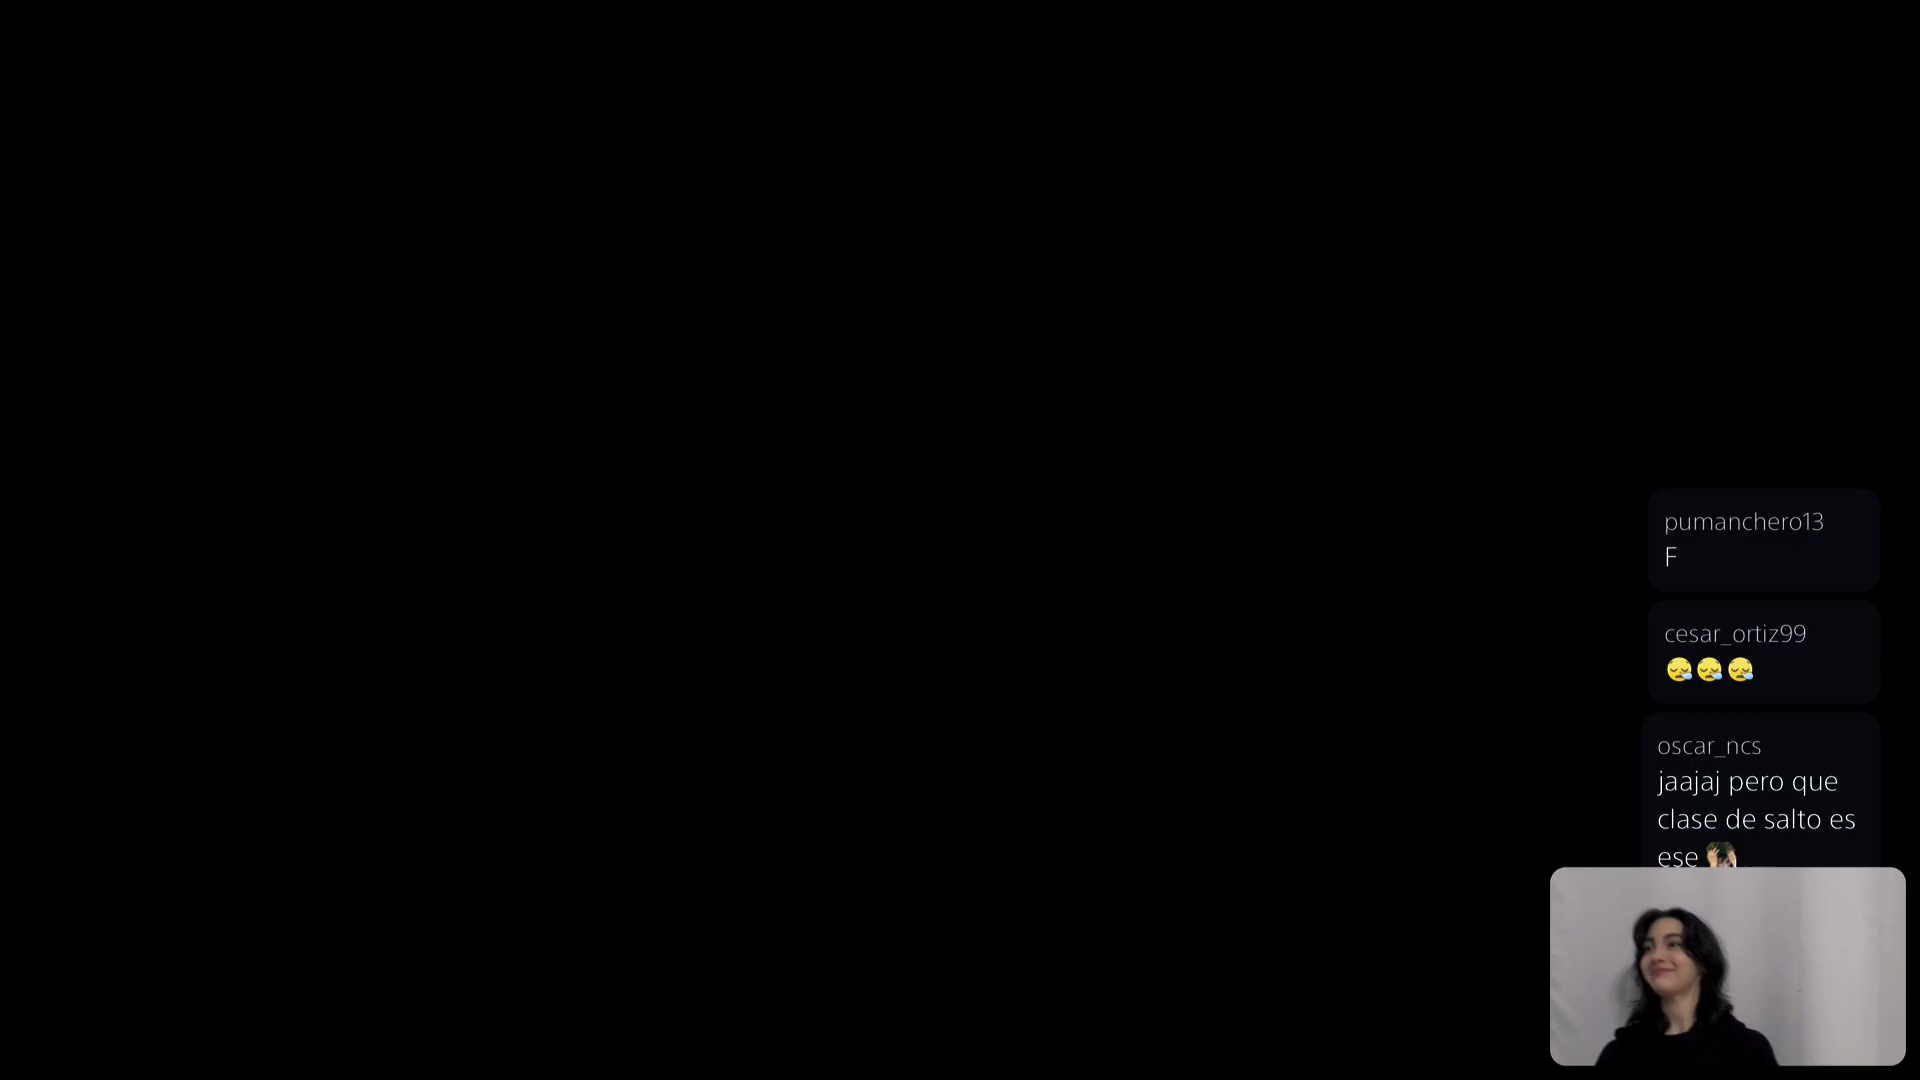 pumanchero13
F
cesar_ortiz99
😪😪😪
oscar_ncs
jaajaj pero que
clase de salto es
ese